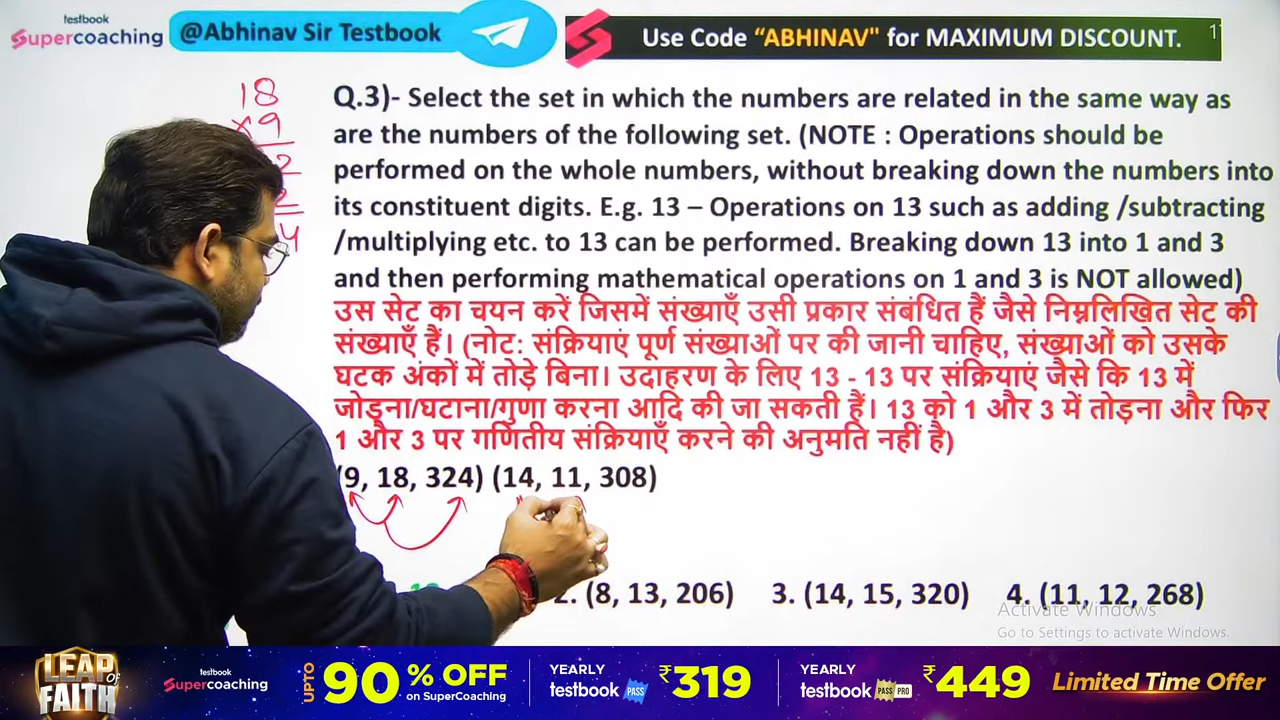 testbook
Supercoaching
@Abhinav Sir Testbook
Use Code “ABHINAV" for MAXIMUM DISCOUNT.
18
×9
2
2
4
Q.3)- Select the set in which the numbers are related in the same way as
are the numbers of the following set. (NOTE : Operations should be
performed on the whole numbers, without breaking down the numbers into
its constituent digits. E.g. 13 – Operations on 13 such as adding /subtracting
/multiplying etc. to 13 can be performed. Breaking down 13 into 1 and 3
and then performing mathematical operations on 1 and 3 is NOT allowed)
उस सेट का चयन करें जिसमें संख्याएँ उसी प्रकार संबंधित हैं जैसे निम्नलिखित सेट की
संख्याएँ हैं। (नोट: संक्रियाएं पूर्ण संख्याओं पर की जानी चाहिए, संख्याओं को उसके
घटक अंकों में तोड़े बिना। उदाहरण के लिए 13 - 13 पर संक्रियाएं जैसे कि 13 में
जोड़ना/घटाना/गुणा करना आदि की जा सकती हैं। 13 को 1 और 3 में तोड़ना और फिर
1 और 3 पर गणितीय संक्रियाएँ करने की अनुमति नहीं है)
(9, 18, 324) (14, 11, 308)
2. (8, 13, 206) 3. (14, 15, 320) 4. (11, 12, 268)
Activate Windows
Go to Settings to activate Windows.
LEAP OF FAITH
testbook
Supercoaching
UPTO 90 % OFF
on SuperCoaching
YEARLY
testbook PASS
₹319
YEARLY
testbook PASS PRO
₹449
Limited Time Offer